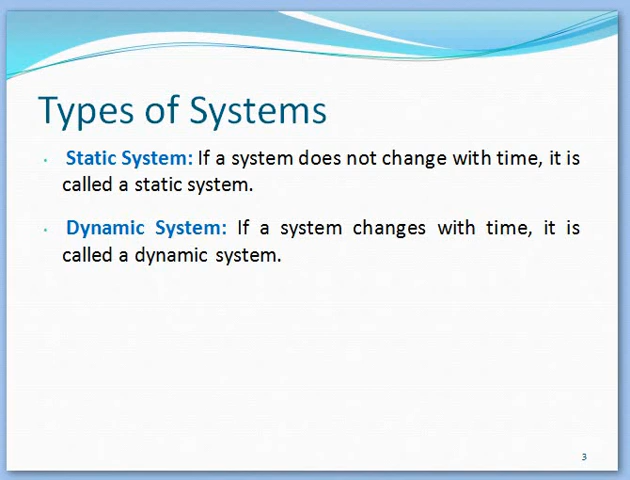 Types of Systems
Static System: If a system does not change with time, it is
called a static system.
Dynamic System: If a system changes with time, it is
called a dynamic system.
3